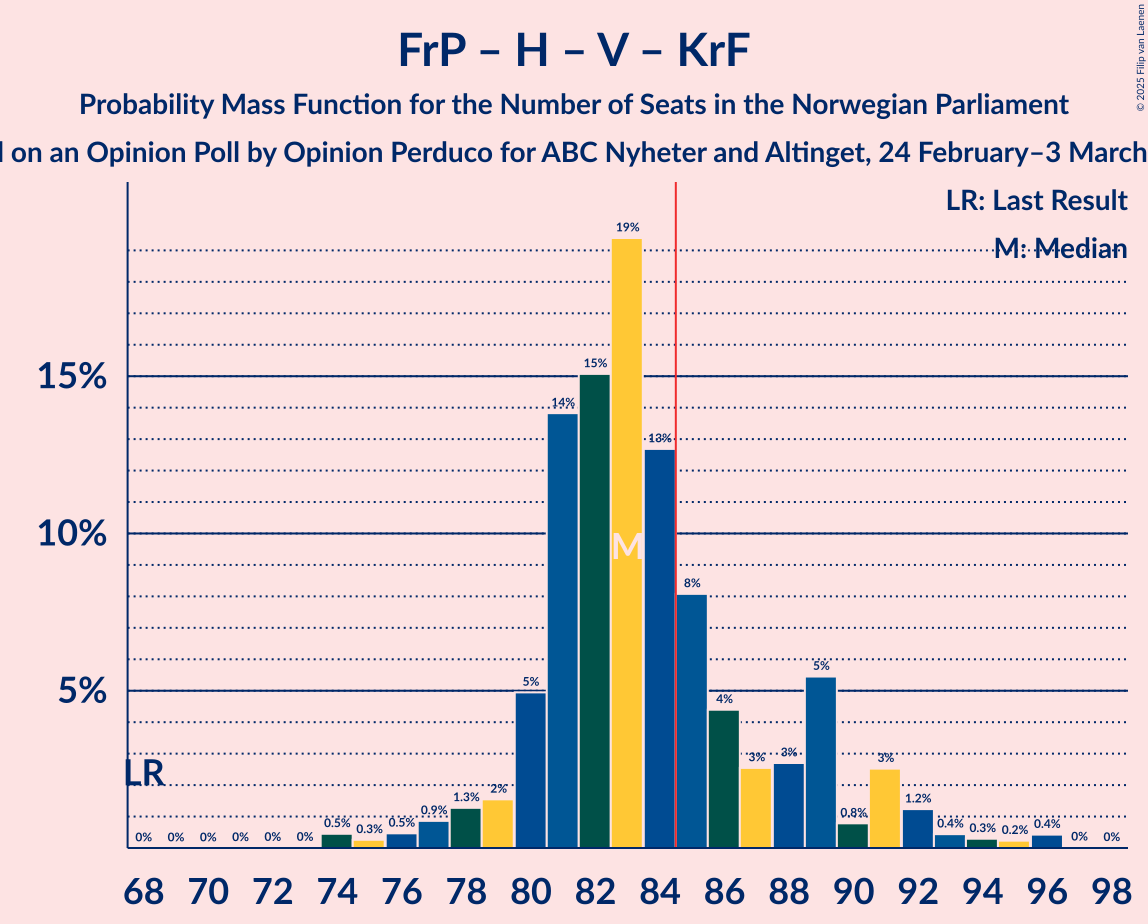 FrP – H – V – KrF
Probability Mass Function for the Number of Seats in the Norwegian Parliament
on an Opinion Poll by Opinion Perduco for ABC Nyheter and Altinget, 24 February–3 March
© 2025 Filip van Laenen
LR: Last Result
M: Median
19%
15%
15%
14%
13%
10%
M
8%
5%
5%
5%
4%
3%
3%
3%
LR
2%
1.3%
1.2%
0.9%
0.8%
0% 0% 0% 0% 0% 0% 0.5% 0.3% 0.5% 0.4% 0.3% 0.2% 0.4% 0% 0%
68 70 72 74 76 78 80 82 84 86 88 90 92 94 96 98